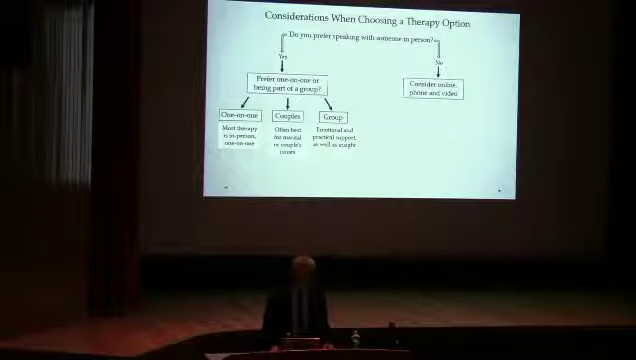 Considerations When Choosing a Therapy Option
Do you prefer speaking with someone in person?
Yes
No
Prefer one-on-one or
being part of a group?
Consider online,
phone and video
One-on-one
Couples
Group
Most therapy
is in-person,
one-on-one
Often best
for marital
or couple's
issues
Emotional and
practical support,
as well as insight